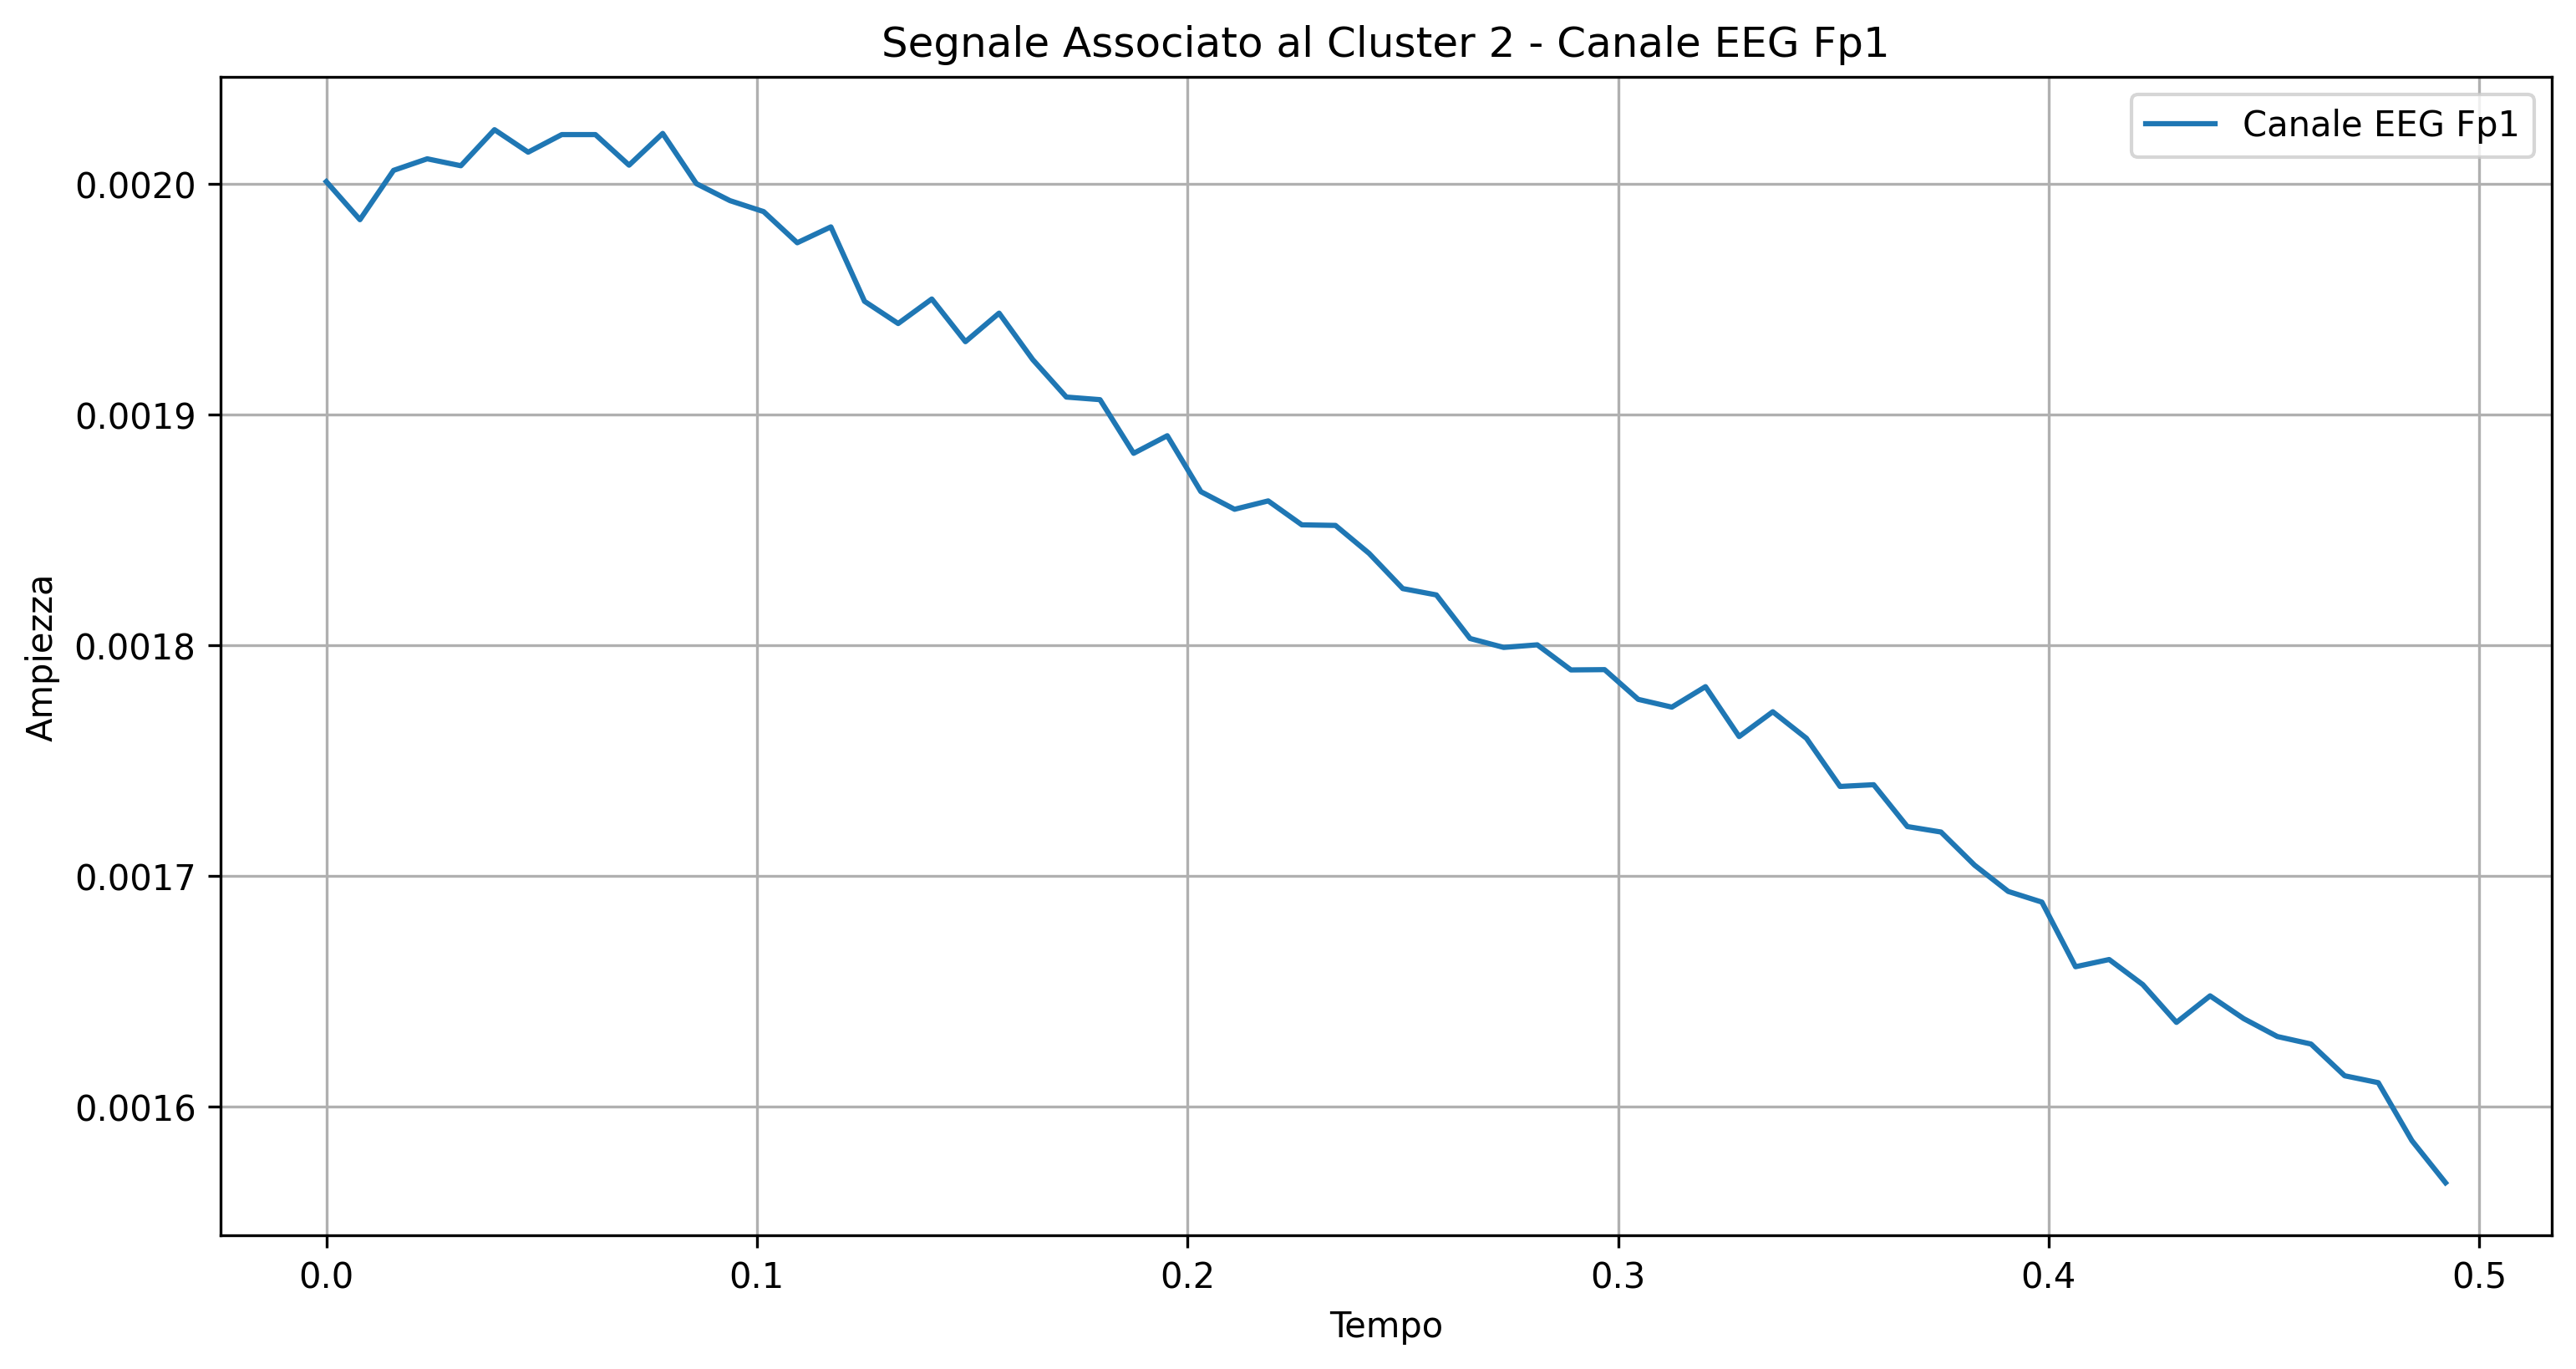 Segnale Associato al Cluster 2 - Canale EEG Fp1
Canale EEG Fp1
0.0020
0.0019
0.0018
0.0017
0.0016
Ampiezza
0.0 0.1 0.2 0.3 0.4 0.5
Tempo